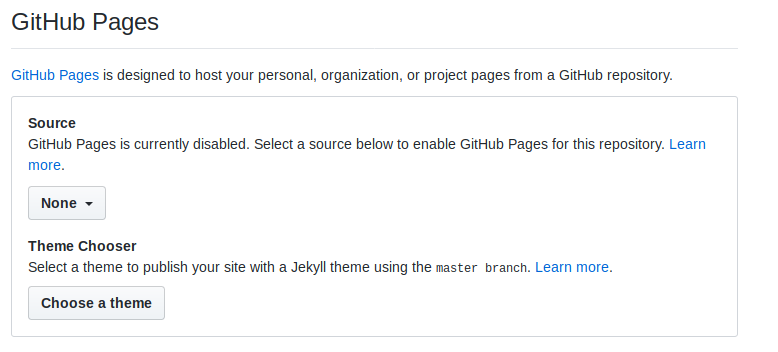 GitHub Pages
GitHub Pages is designed to host your personal, organization, or project pages from a GitHub repository.
Source
GitHub Pages is currently disabled. Select a source below to enable GitHub Pages for this repository. Learn
more.
None
Theme Chooser
Select a theme to publish your site with a Jekyll theme using the master branch. Learn more.
Choose a theme